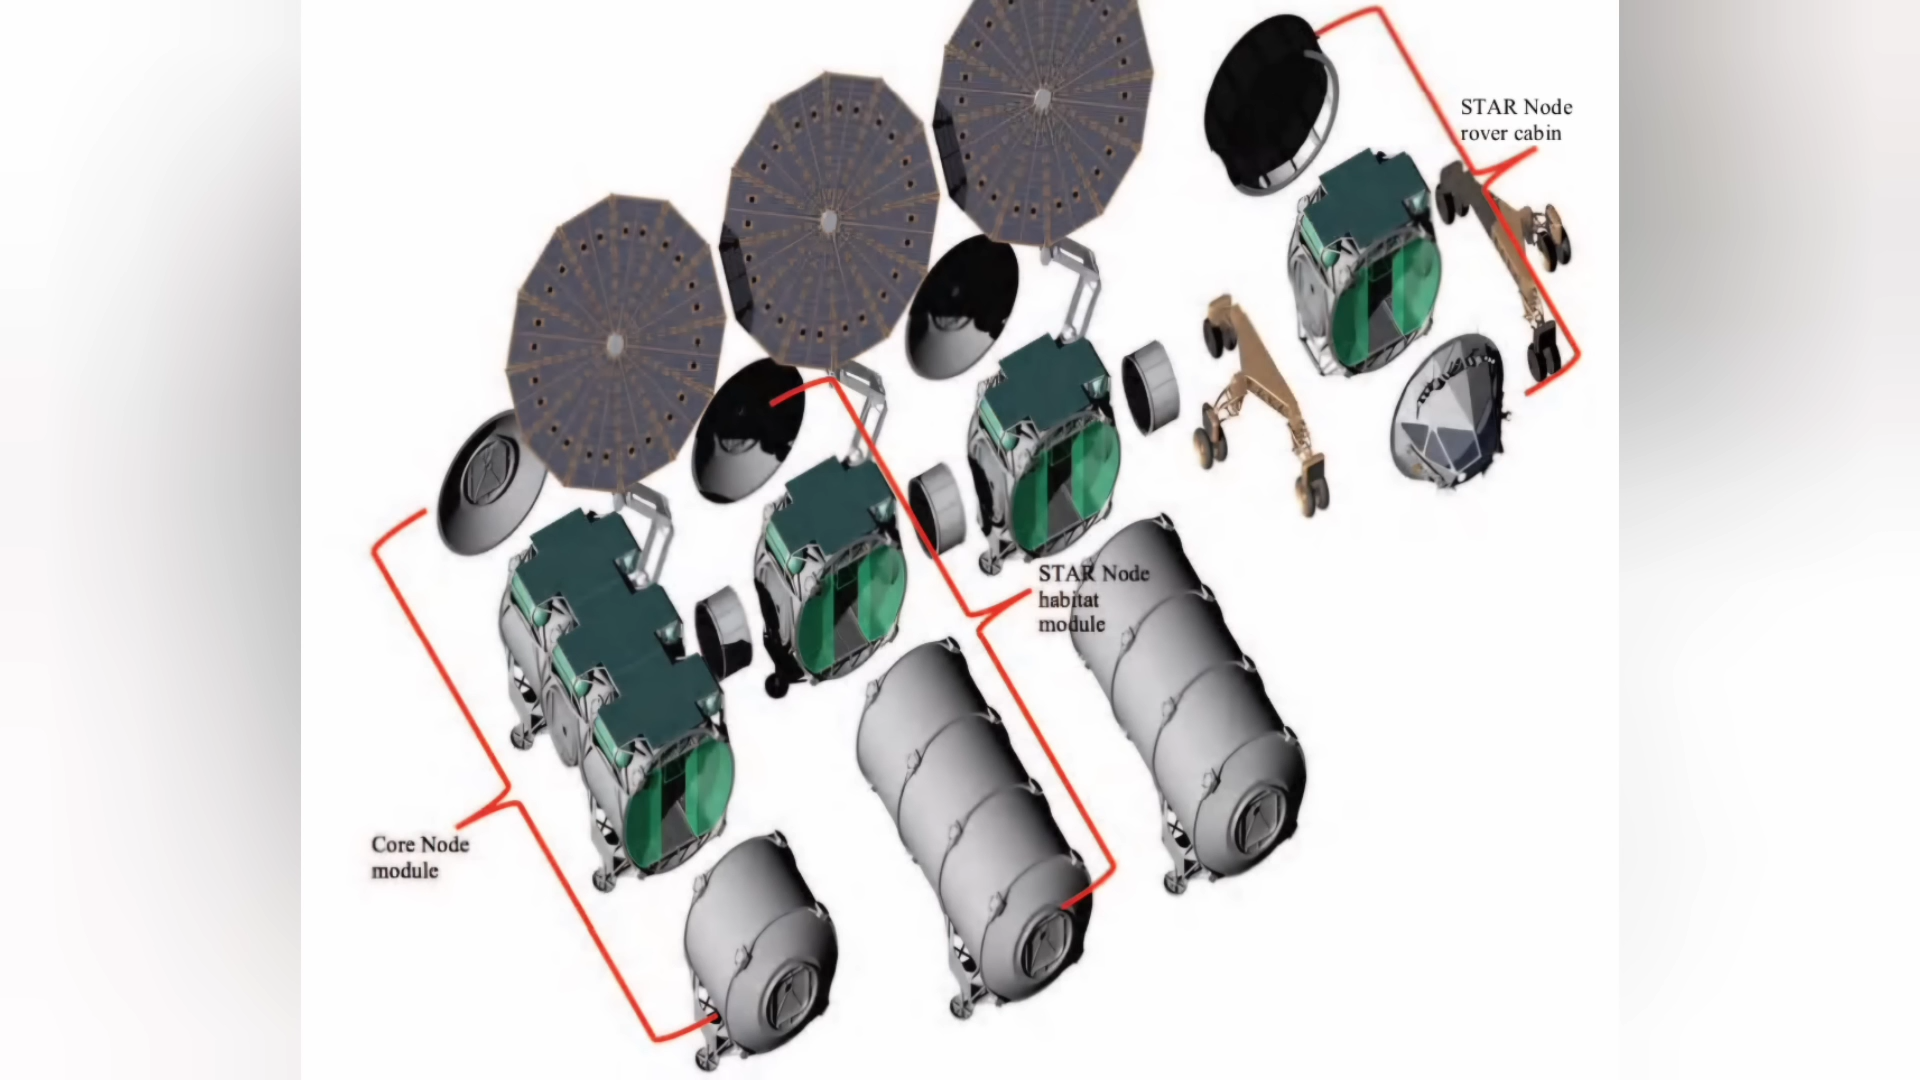 STAR Node
rover cabin
STAR Node
habitat
module
Core Node
module